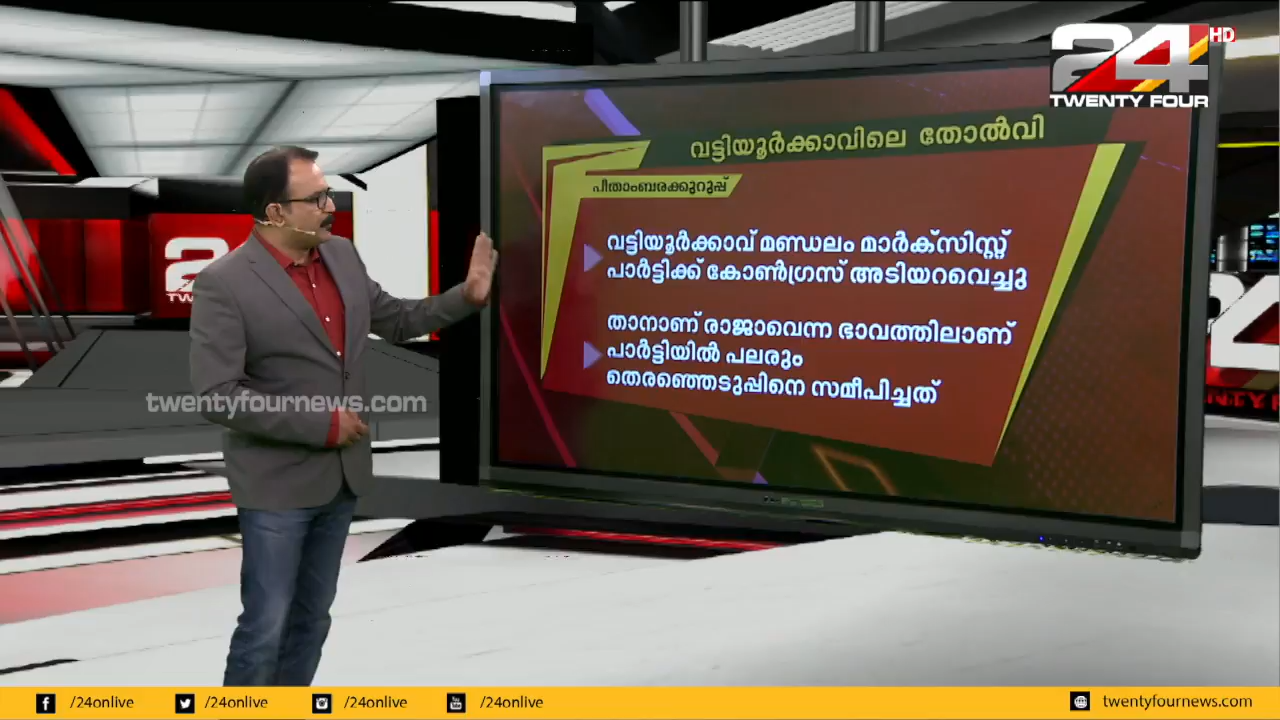 24 HD
TWENTY FOUR
വട്ടിയൂർക്കാവിലെ തോൽവി
പീതാംബരക്കുറുപ്പ്
വട്ടിയൂർക്കാവ് മണ്ഡലം മാർക്സിസ്റ്റ്
പാർട്ടിക്ക് കോൺഗ്രസ് അടിയറവെച്ചു
താനാണ് രാജാവെന്ന ഭാവത്തിലാണ്
പാർട്ടിയിൽ പലരും
തെരഞ്ഞെടുപ്പിനെ സമീപിച്ചത്
twentyfournews.com
/24onlive
/24onlive
/24onlive
/24onlive
twentyfournews.com